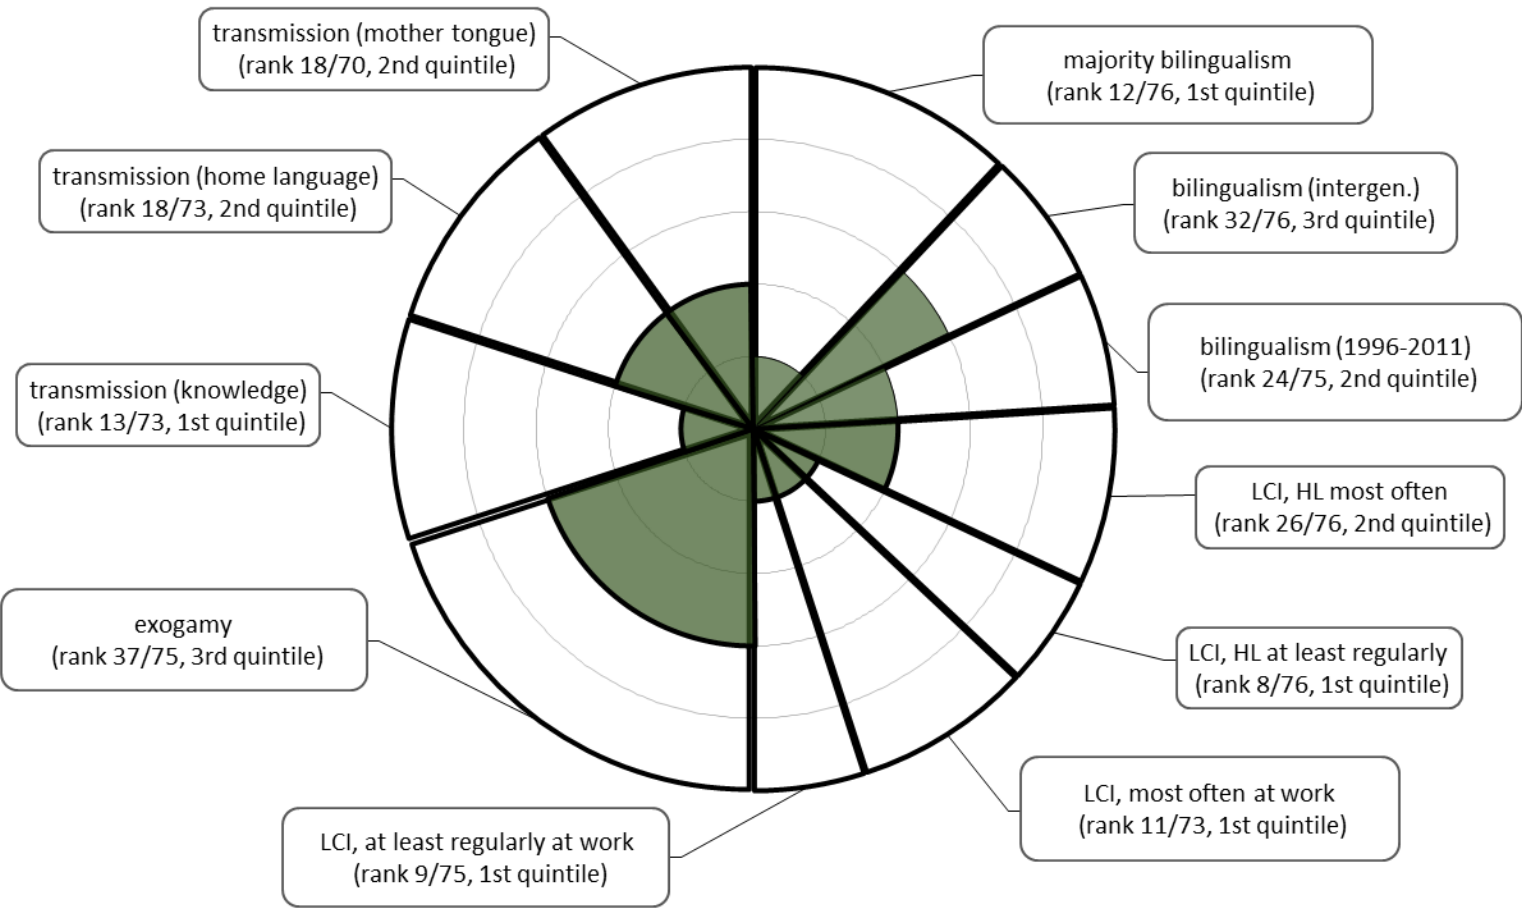 transmission (mother tongue)
(rank 18/70, 2nd quintile)
majority bilingualism
(rank 12/76, 1st quintile)
transmission (home language)
(rank 18/73, 2nd quintile)
bilingualism (intergen.)
(rank 32/76, 3rd quintile)
bilingualism (1996-2011)
(rank 24/75, 2nd quintile)
transmission (knowledge)
(rank 13/73, 1st quintile)
LCI, HL most often
(rank 26/76, 2nd quintile)
exogamy
(rank 37/75, 3rd quintile)
LCI, HL at least regularly
(rank 8/76, 1st quintile)
LCI, most often at work
(rank 11/73, 1st quintile)
LCI, at least regularly at work
(rank 9/75, 1st quintile)